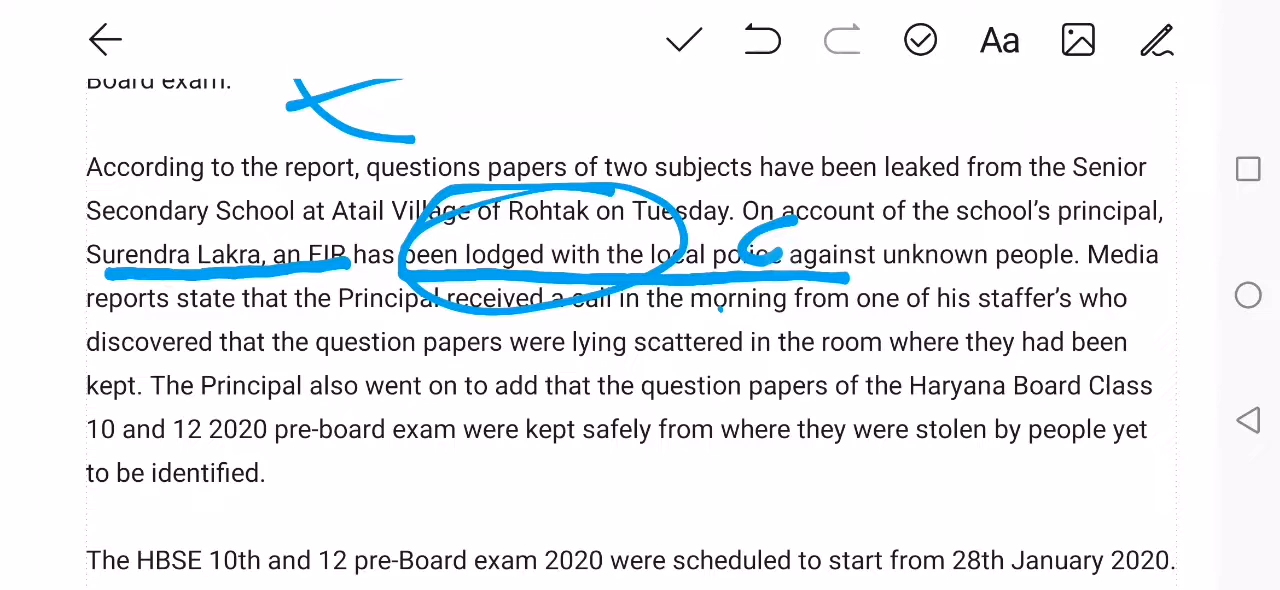 Aa
Board exam.
According to the report, questions papers of two subjects have been leaked from the Senior
Secondary School at Atail Village of Rohtak on Tuesday. On account of the school's principal,
Surendra Lakra, an FIR has been lodged with the local police against unknown people. Media
reports state that the Principal received a call in the morning from one of his staffer's who
discovered that the question papers were lying scattered in the room where they had been
kept. The Principal also went on to add that the question papers of the Haryana Board Class
10 and 12 2020 pre-board exam were kept safely from where they were stolen by people yet
to be identified.
The HBSE 10th and 12 pre-Board exam 2020 were scheduled to start from 28th January 2020.